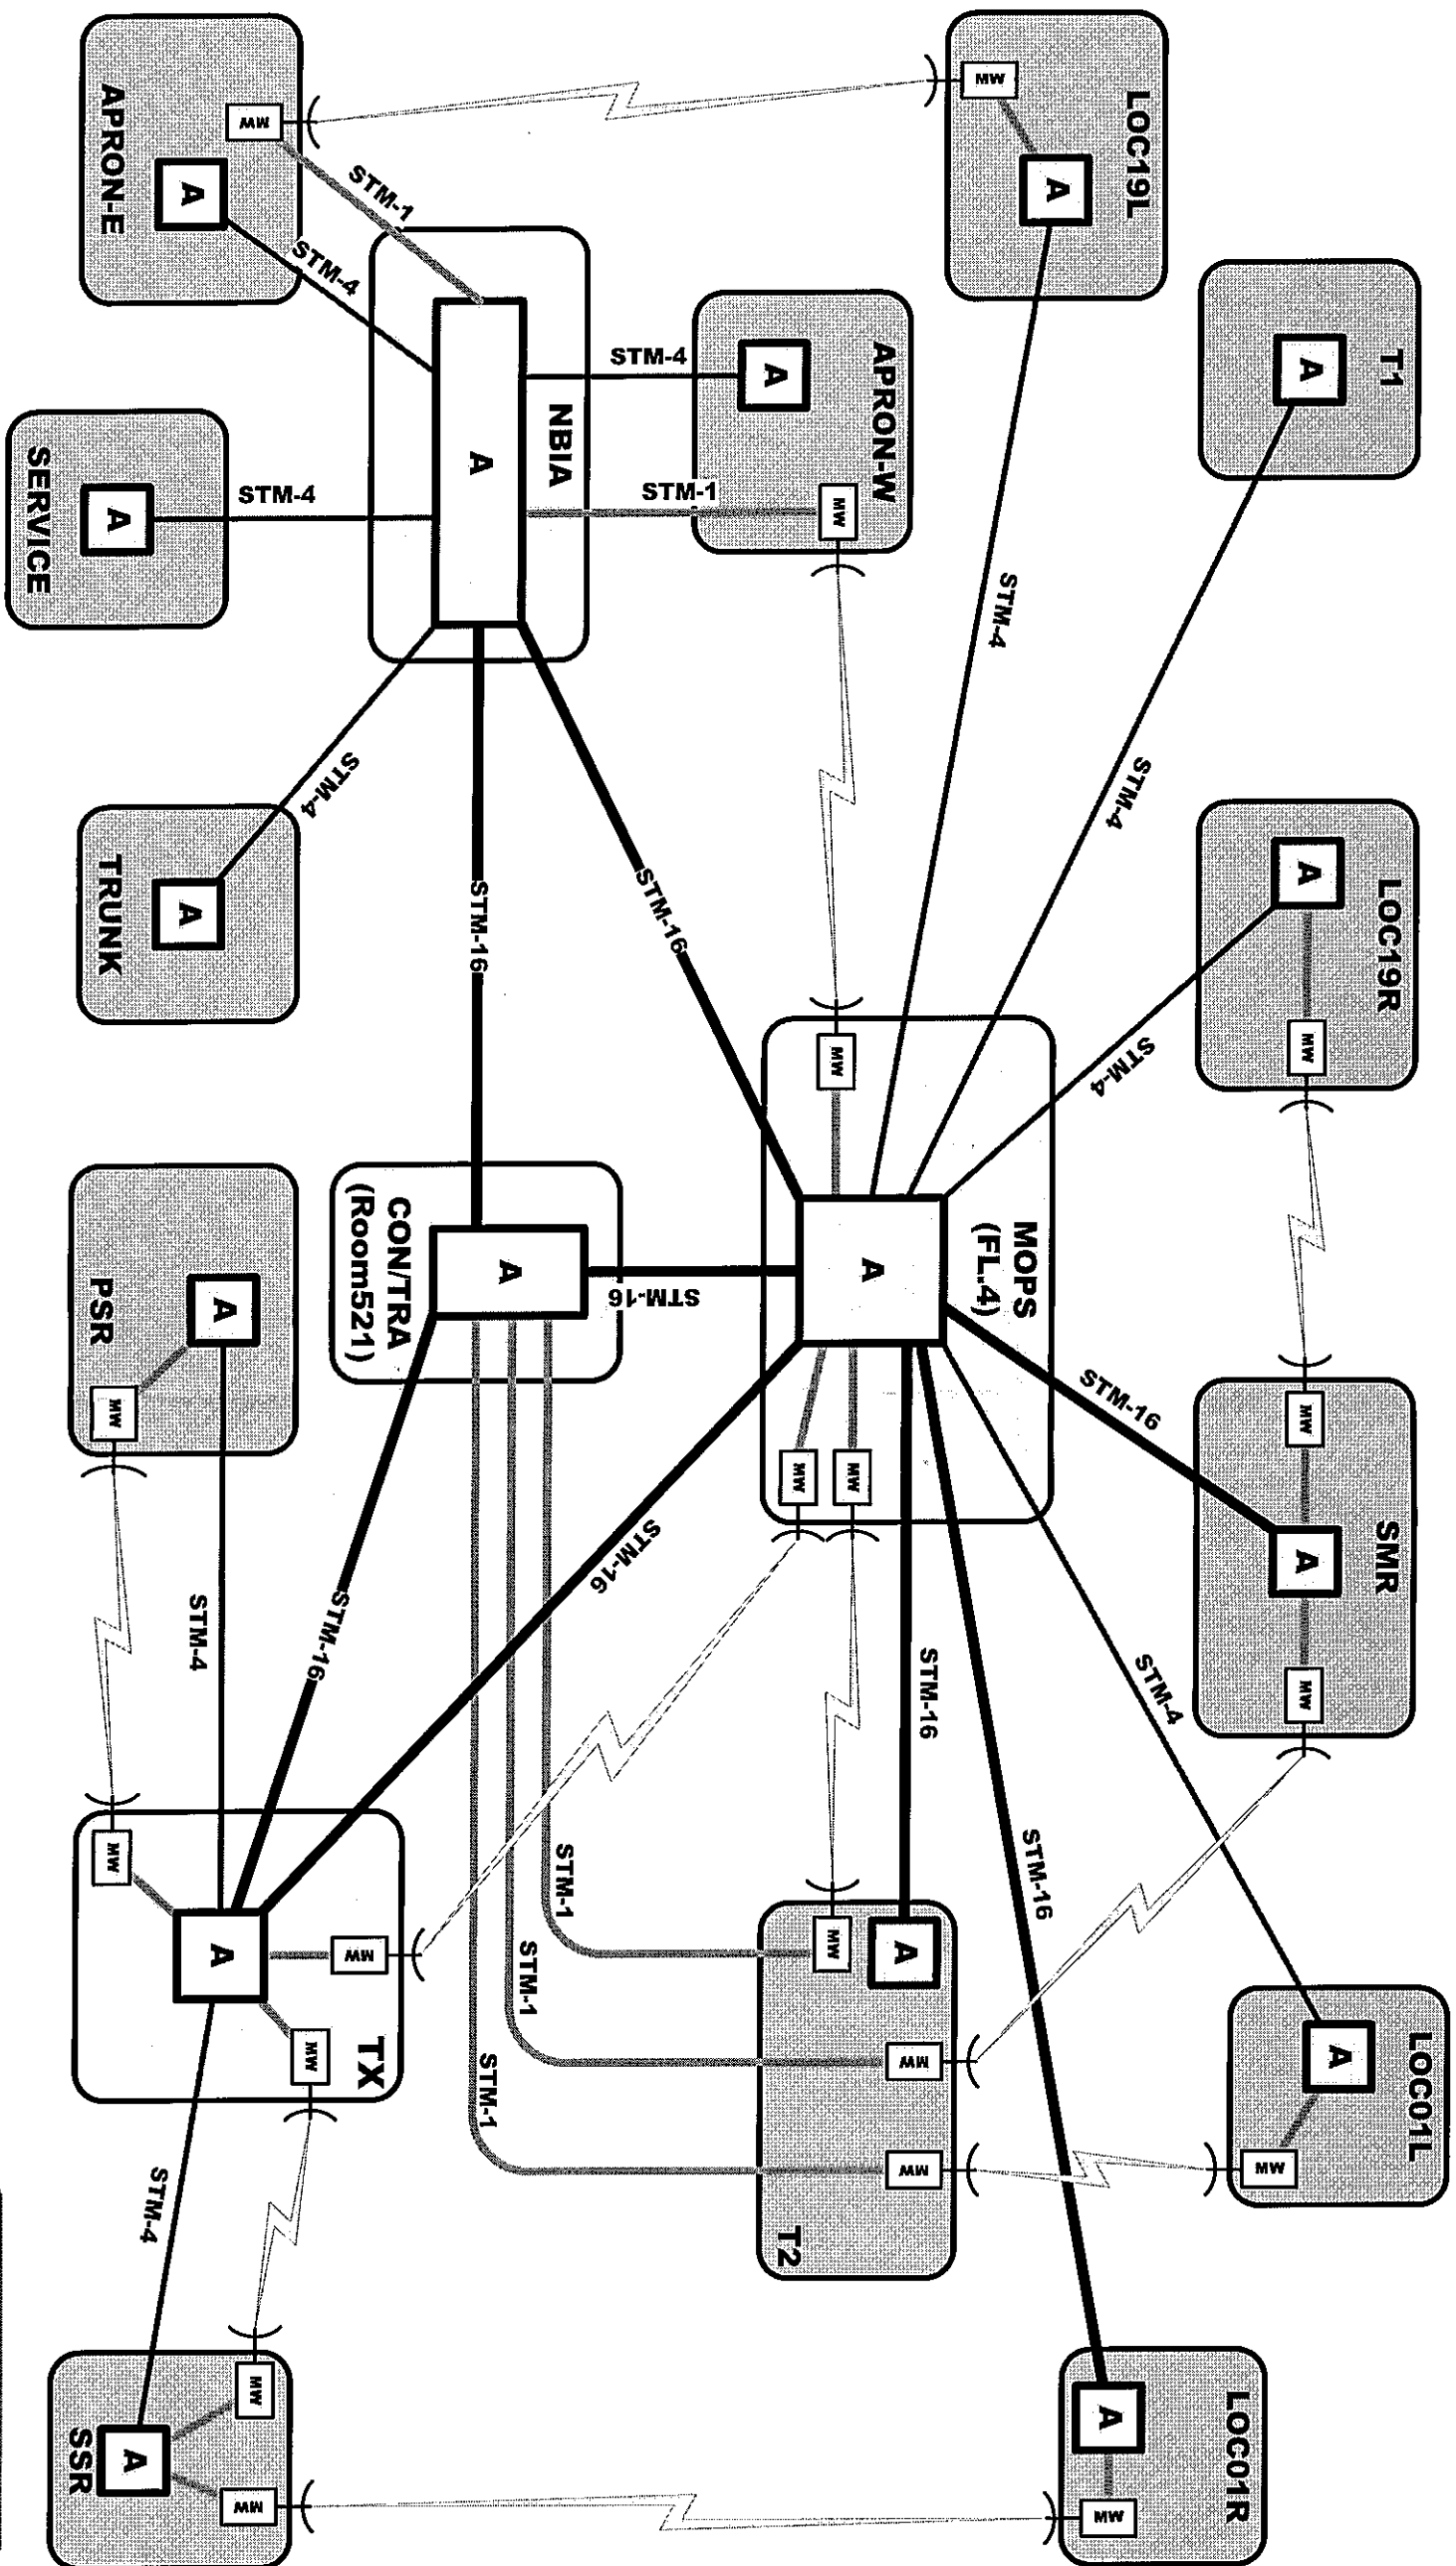 T1
A
LOC19R
A
MW
SMR
MW
A
MW
LOC01L
A
MW
LOC19L
MW
A
STM-4
STM-4
STM-4
STM-16
STM-4
STM-16
LOC01R
A
MW
APRON-W
A
MW
STM-4
STM-1
MOPS
(FL.4)
MW
A
MW
MW
STM-16
A
MW
MW
MW
T2
NBIA
A
STM-16
STM-16
STM-16
STM-16
STM-1
STM-1
STM-1
STM-1
STM-4
APRON-E
MW
A
CON/TRA
(Room521)
A
STM-16
TX
MW
A
MW
MW
STM-4
SERVICE
A
STM-4
TRUNK
A
PSR
A
MW
STM-4
STM-4
SSR
MW
A
MW